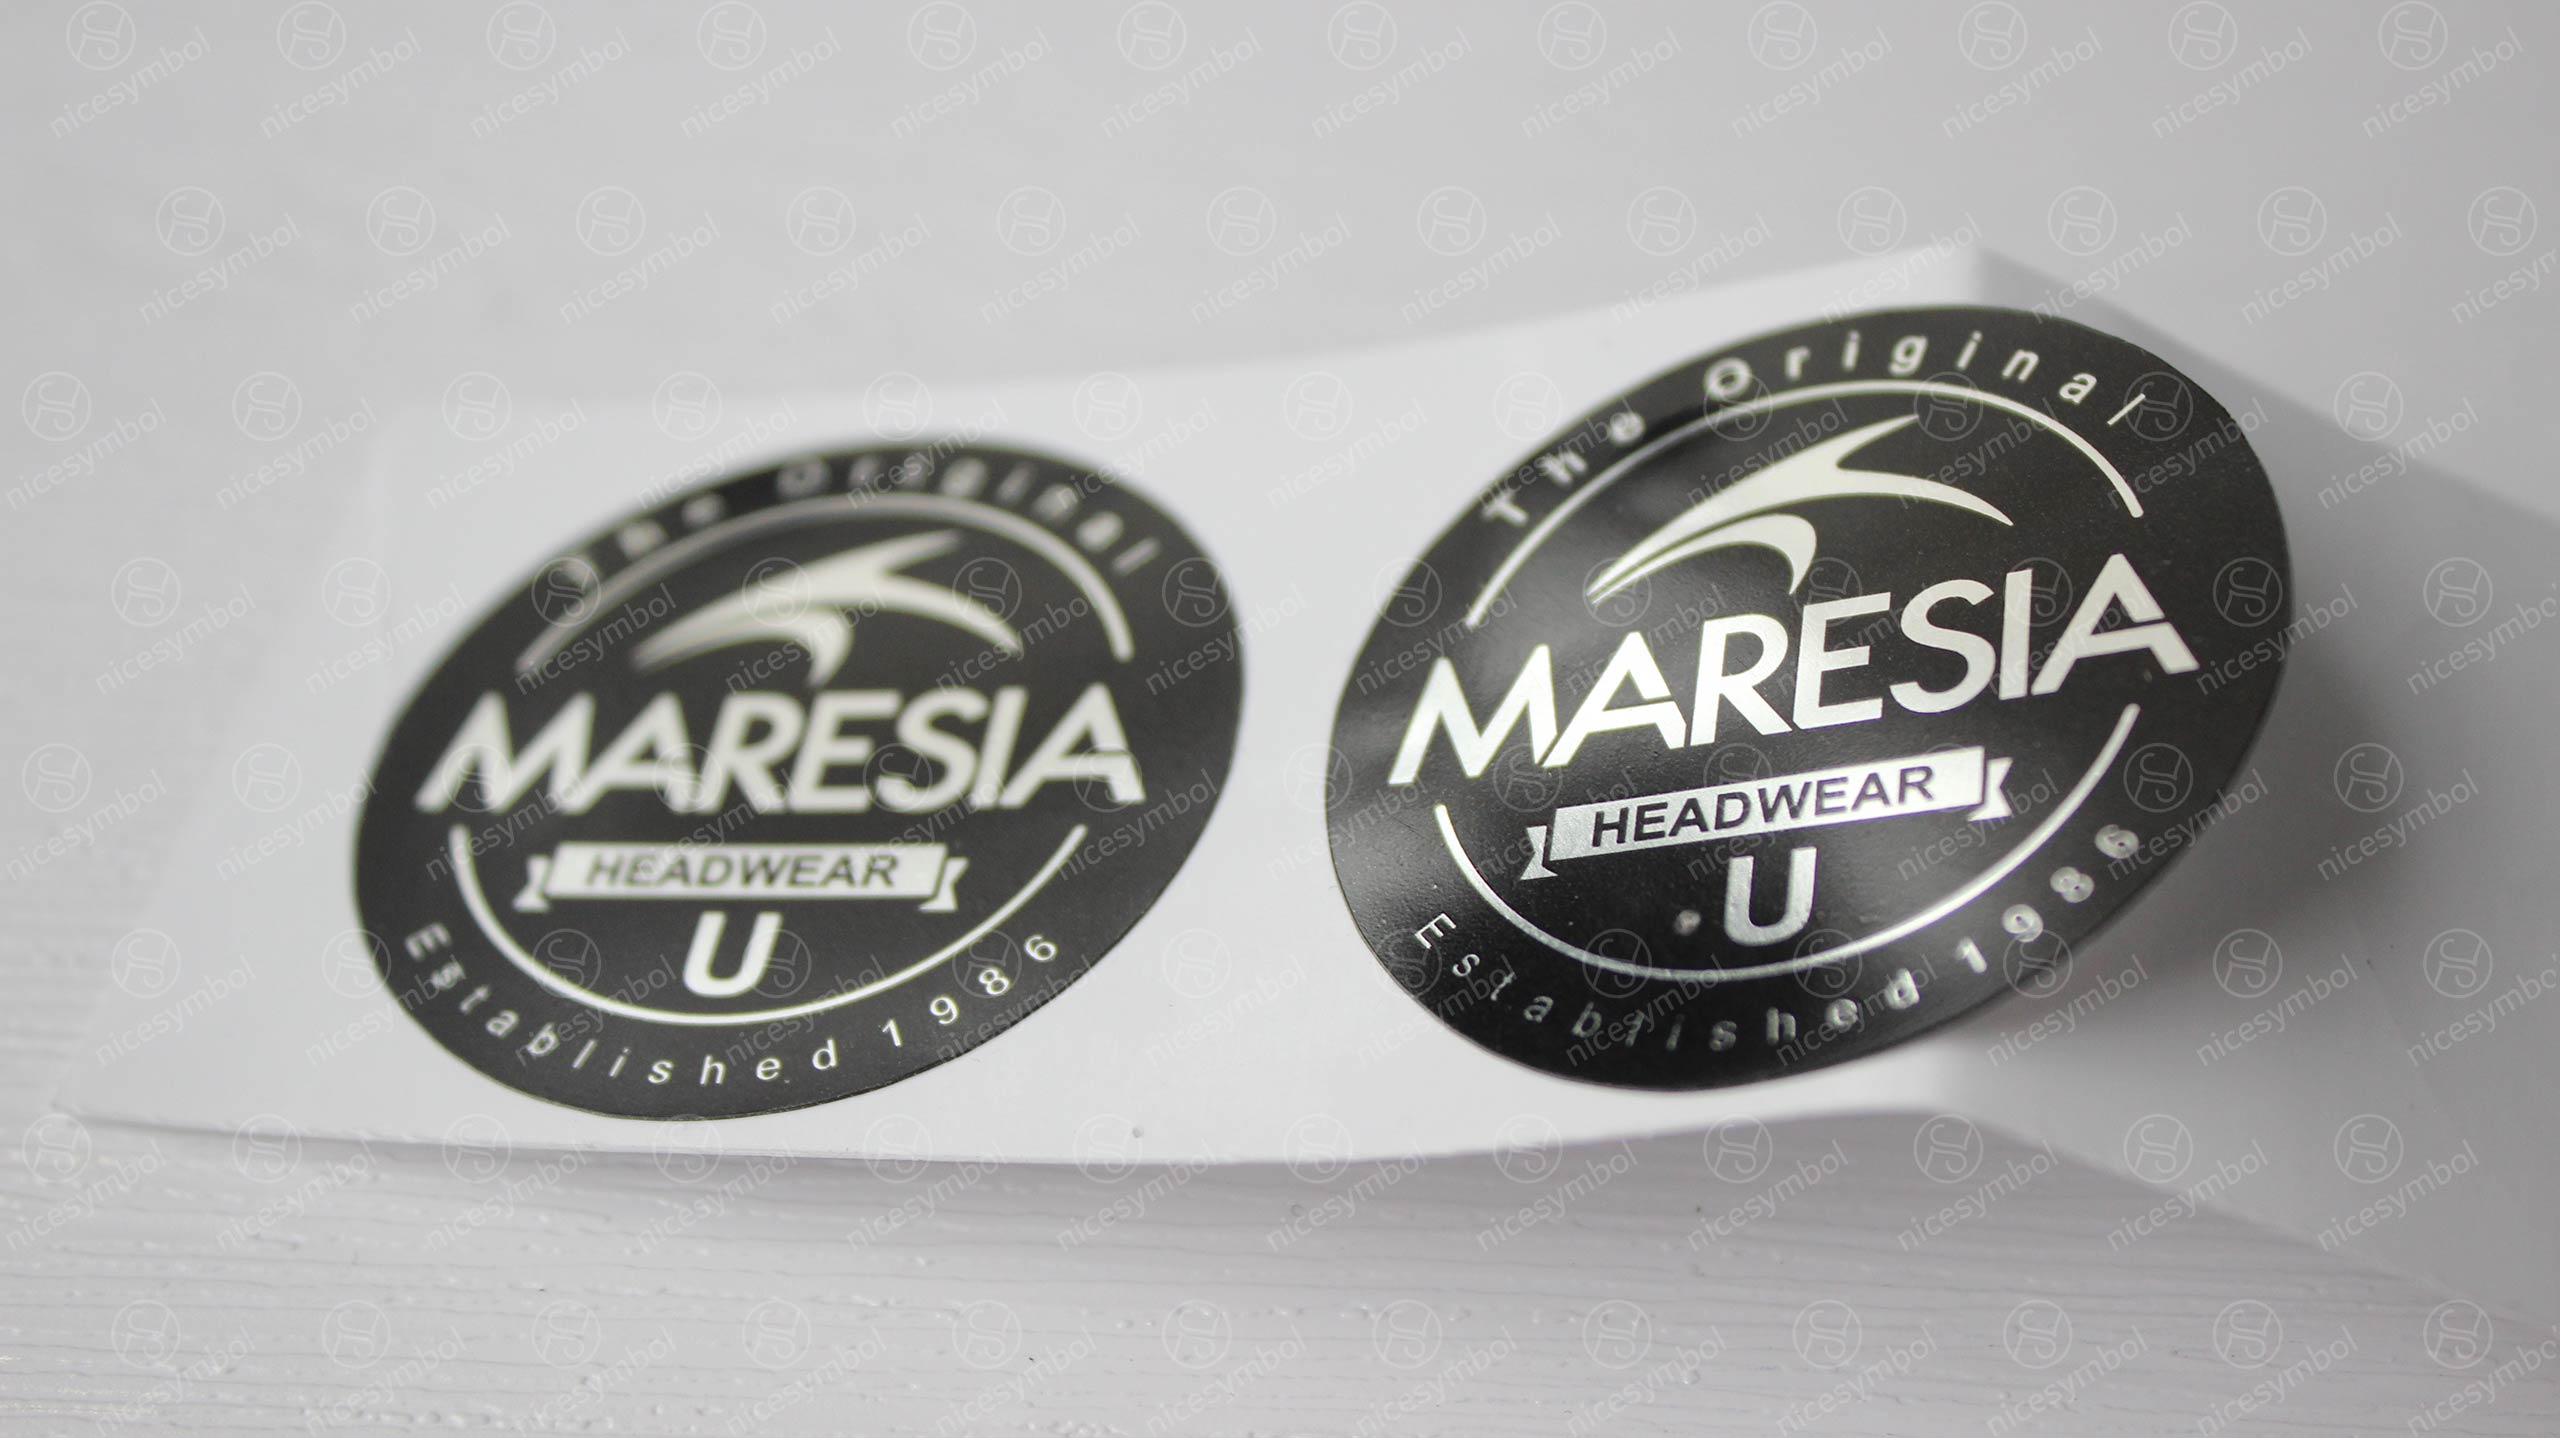 The Original
MARESIA
HEADWEAR
U
Established 1986
The Original
MARESIA
HEADWEAR
U
Established 1986
nicesymbol